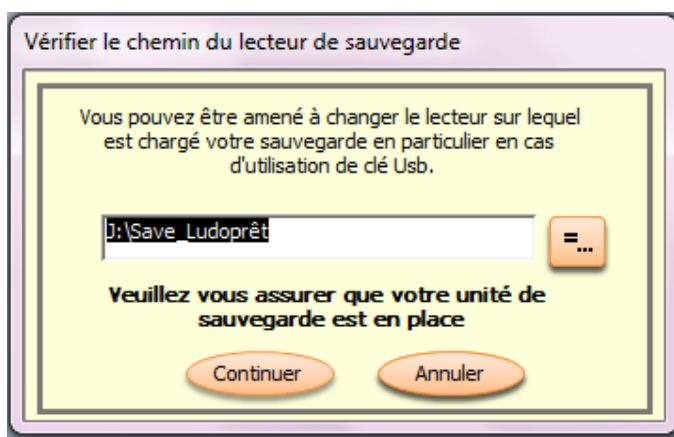 Vérifier le chemin du lecteur de sauvegarde
Vous pouvez être amené à changer le lecteur sur lequel
est chargé votre sauvegarde en particulier en cas
d'utilisation de clé Usb.
J:\Save_Ludoprêt
=...
Veuillez vous assurer que votre unité de
sauvegarde est en place
Continuer
Annuler